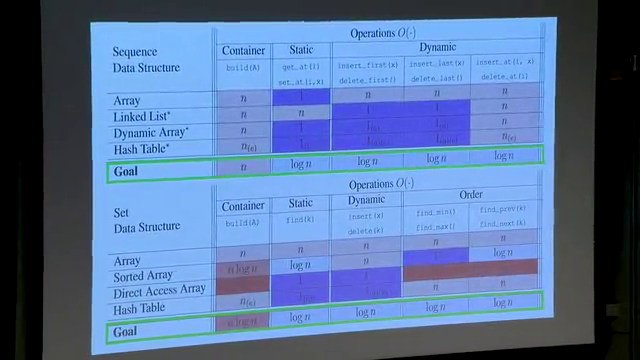 Operations O(·)
Sequence Container Static Dynamic
Data Structure build(A) get_at(i) insert_first(x) insert_last(x) insert_at(i, x)
set_at(i,x) delete_first() delete_last() delete_at(i)
Array n 1 n n n
Linked List* n n 1 n
Dynamic Array* n 1 n
Hash Table* n(e) 1 n(e)
Goal n log n log n log n log n
Operations O(·)
Set Container Static Dynamic Order
Data Structure build(A) find(k) insert(x) find_min() find_prev(k)
delete(k) find_max() find_next(k)
Array n n n n n
Sorted Array n log n log n n 1 log n
Direct Access Array 1 1
Hash Table n(e) n n
Goal n log n log n log n log n log n